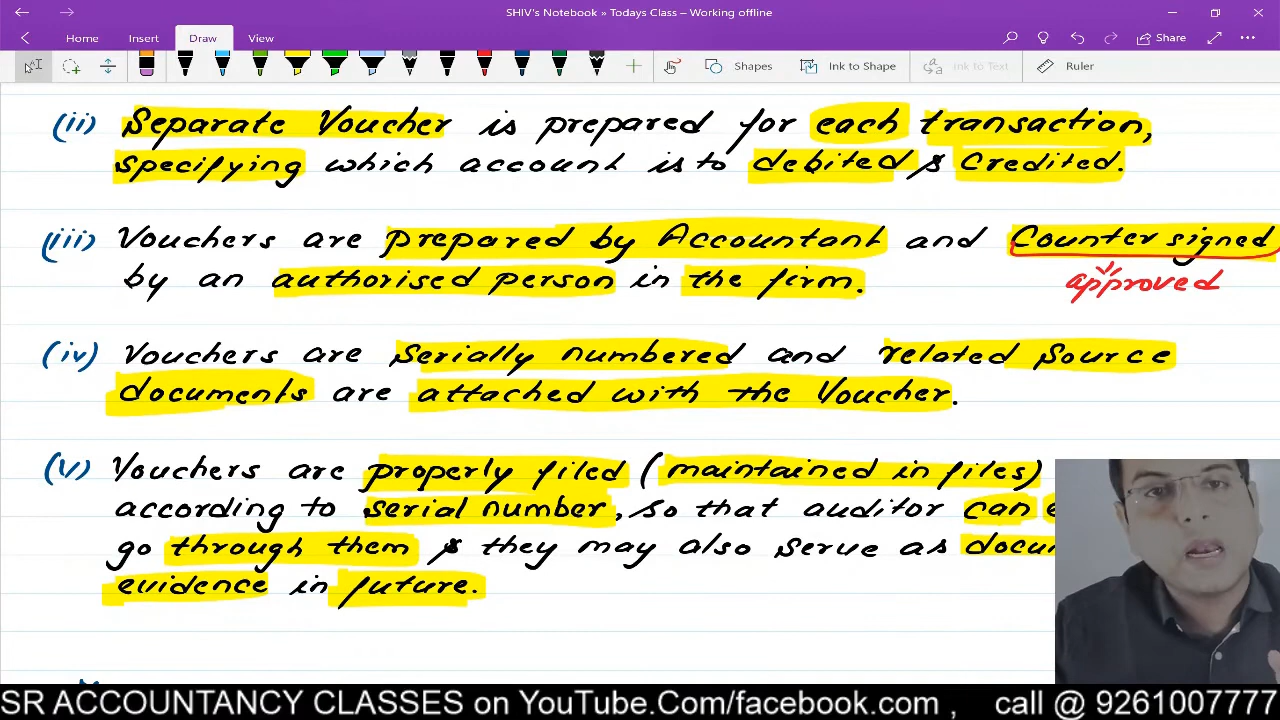 SHIV's Notebook » Todays Class – Working offline
Home Insert Draw View Share
Shapes Ink to Shape Ink to Text Ruler
(ii) Separate Voucher is prepared for each transaction,
specifying which account is to debited & Credited.
(iii) Vouchers are prepared by Accountant and Counter signed
by an authorised person in the firm. approved
(iv) Vouchers are serially numbered and related source
documents are attached with the Voucher.
(v) Vouchers are properly filed (maintained in files)
according to serial number, so that auditor can
go through them & they may also serve as
evidence in future.
SR ACCOUNTANCY CLASSES on YouTube.Com/facebook.com , call @ 9261007777